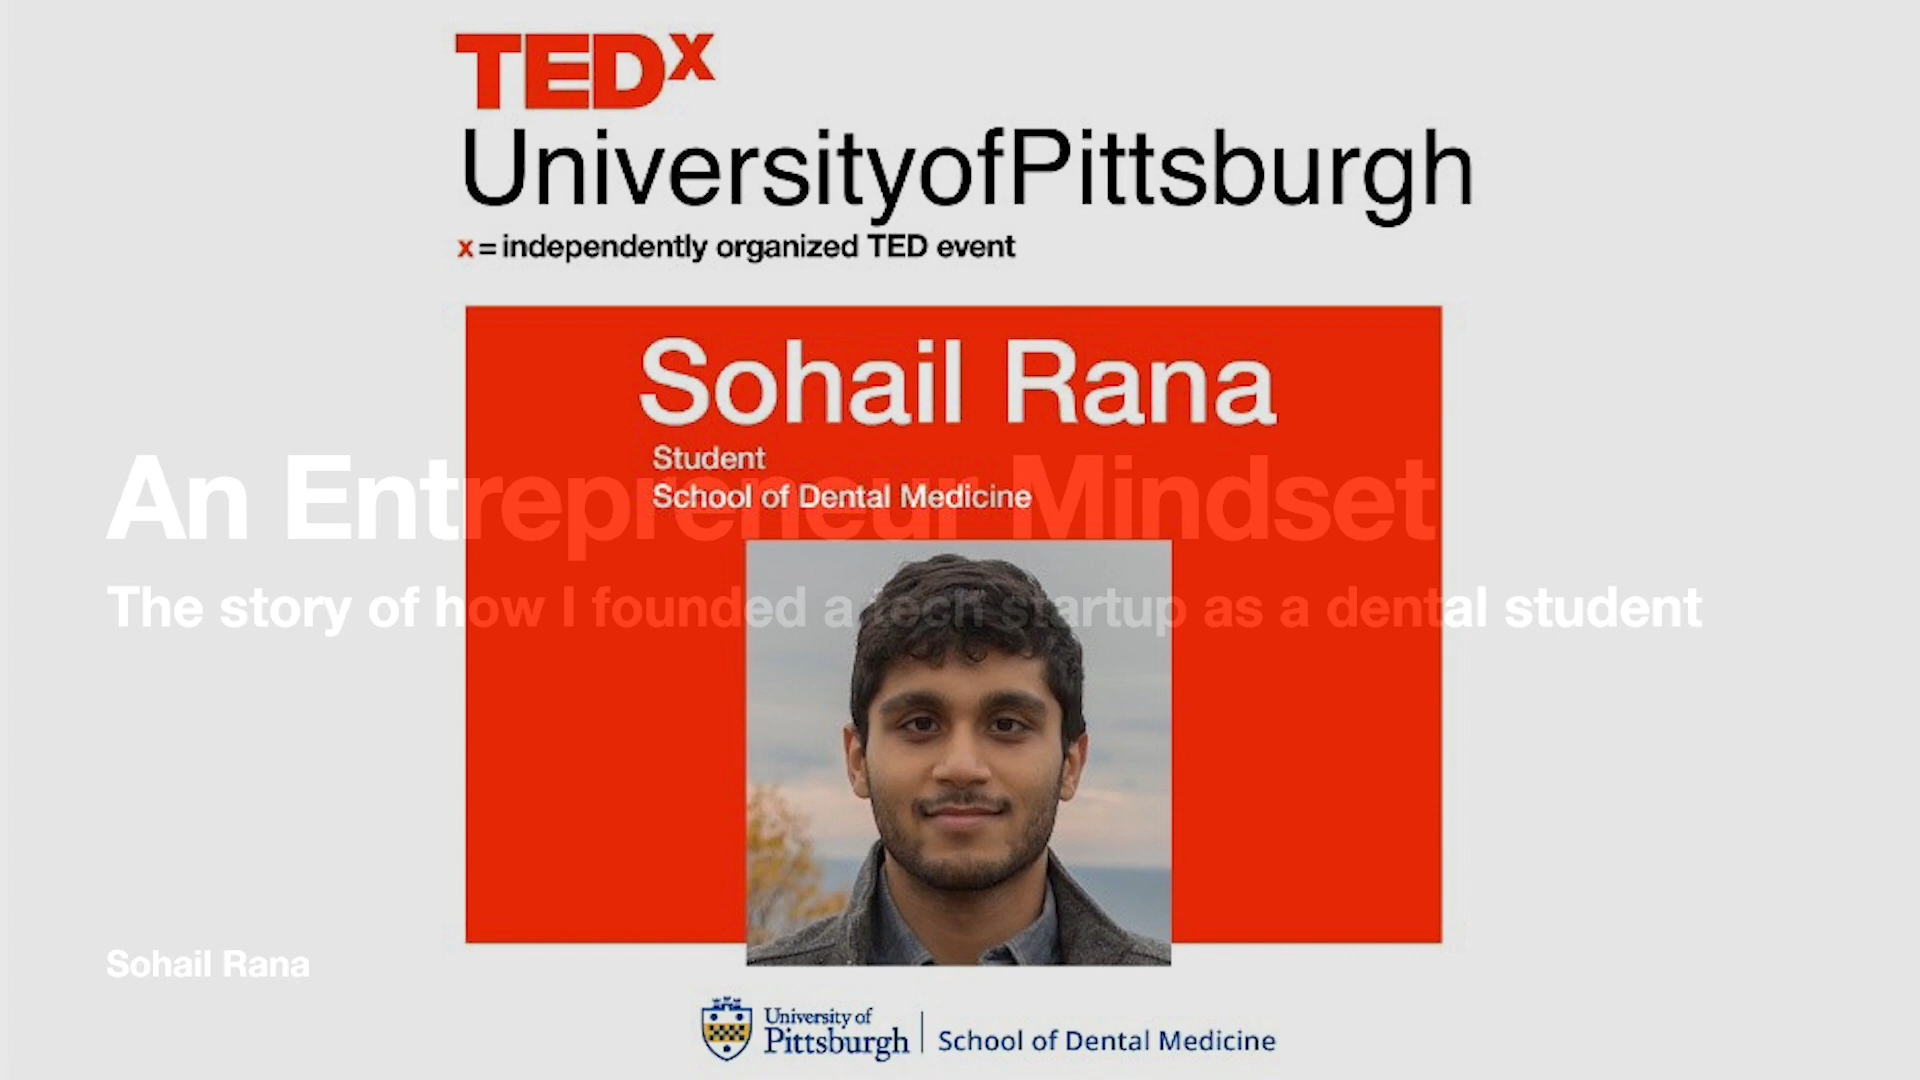 TEDx
UniversityofPittsburgh
x = independently organized TED event
Sohail Rana
Student
School of Dental Medicine
An Entrepreneur Mindset
The story of how I founded a tech startup as a dental student
Sohail Rana
University of
Pittsburgh
School of Dental Medicine